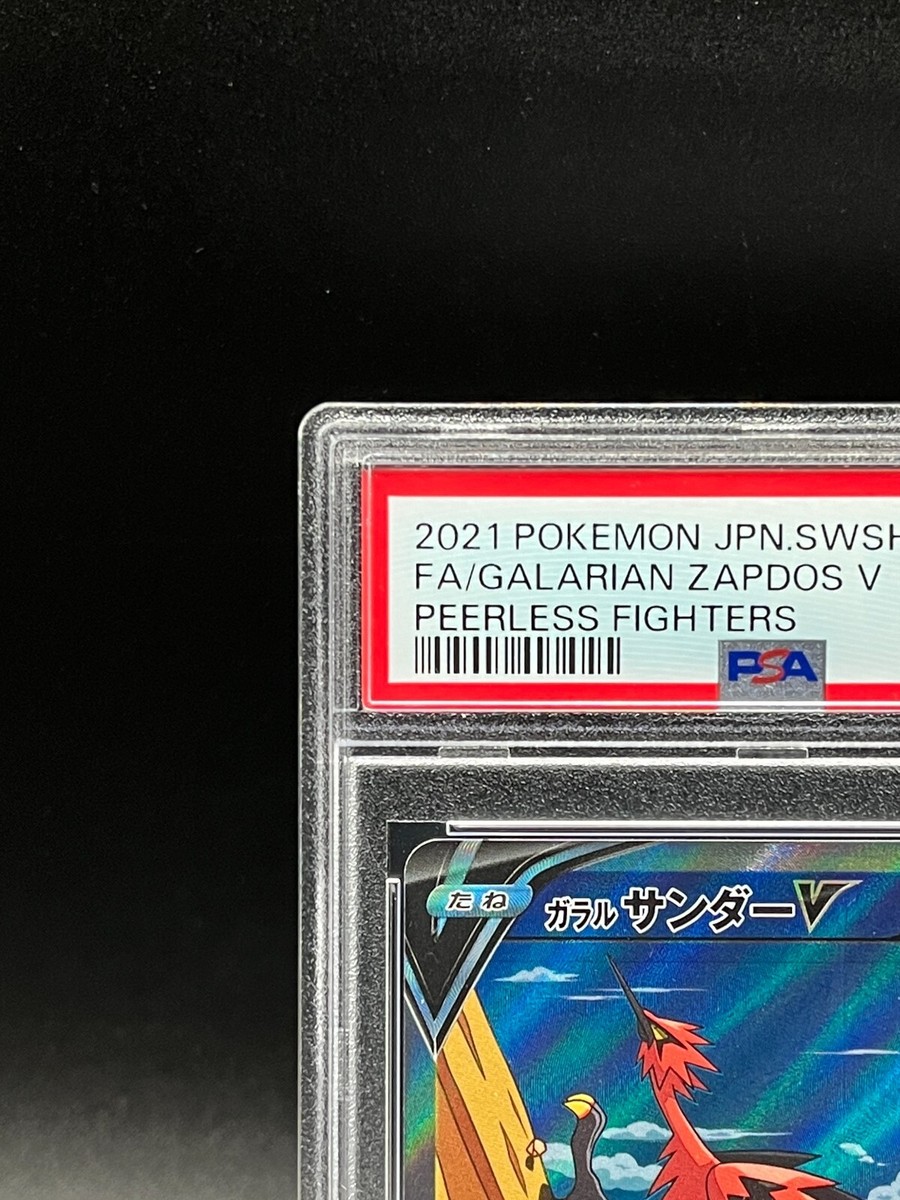 2021 POKEMON JPN.SWSH
FA/GALARIAN ZAPDOS V
PEERLESS FIGHTERS
PSA
たね ガラル サンダーV